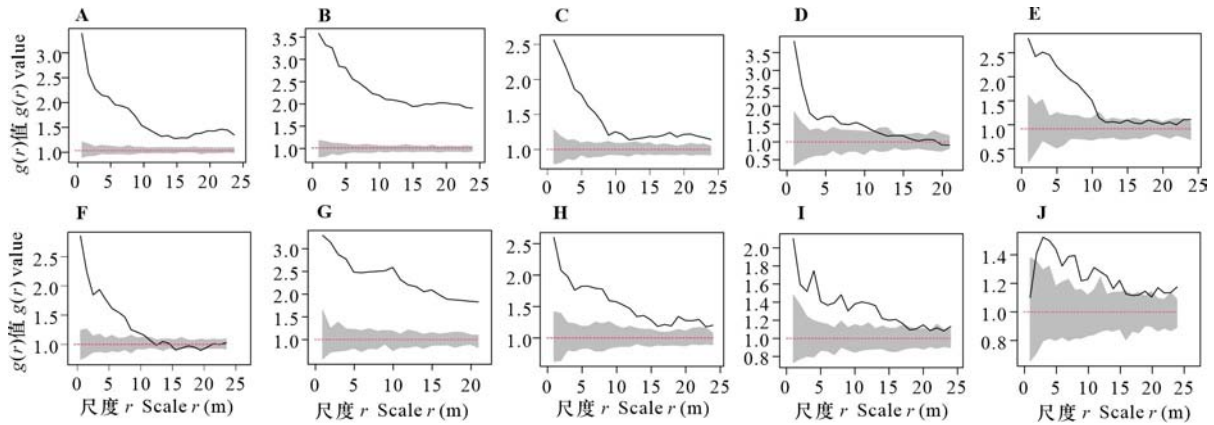 A B C D E
g(r)值 g(r) value
3.0 2.5 2.0 1.5 1.0
0 5 10 15 20 25
3.5 3.0 2.5 2.0 1.5 1.0
0 5 10 15 20 25
2.5 2.0 1.5 1.0
0 5 10 15 20 25
3.5 3.0 2.5 2.0 1.5 1.0 0.5
0 5 10 15 20
2.5 2.0 1.5 1.0 0.5
0 5 10 15 20 25
F G H I J
g(r)值 g(r) value
2.5 2.0 1.5 1.0
0 5 10 15 20 25
3.0 2.5 2.0 1.5 1.0
0 5 10 15 20
2.5 2.0 1.5 1.0
0 5 10 15 20 25
2.0 1.8 1.6 1.4 1.2 1.0 0.8
0 5 10 15 20 25
1.4 1.2 1.0 0.8
0 5 10 15 20 25
尺度 r Scale r (m) 尺度 r Scale r (m) 尺度 r Scale r (m) 尺度 r Scale r (m) 尺度 r Scale r (m)